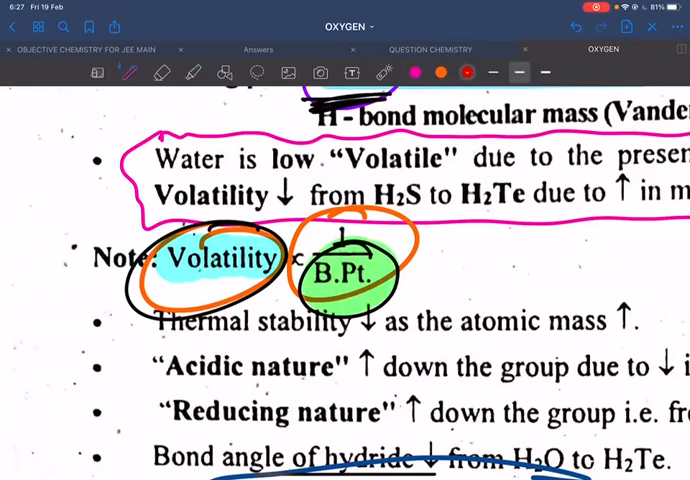 6:27 Fri 19 Feb
81%
OXYGEN
OBJECTIVE CHEMISTRY FOR JEE MAIN
Answers
QUESTION CHEMISTRY
OXYGEN
T
H - bond molecular mass (Vande
• Water is low "Volatile" due to the presen
Volatility ↓ from H₂S to H₂Te due to ↑ in m
Note: Volatility ∝ 1
B.Pt.
• Thermal stability ↓ as the atomic mass ↑.
• "Acidic nature" ↑ down the group due to ↓ i
• "Reducing nature" ↑ down the group i.e. fr
• Bond angle of hydride ↓ from H₂O to H₂Te.